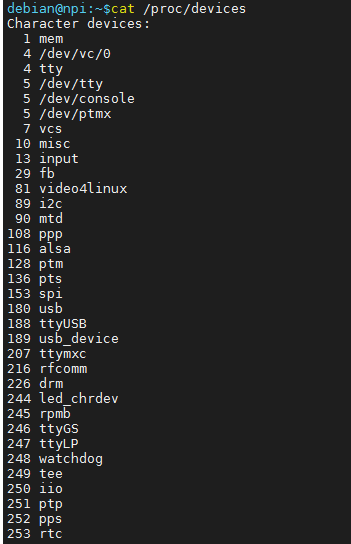 debian@npi:~$cat /proc/devices
Character devices:
  1 mem
  4 /dev/vc/0
  4 tty
  5 /dev/tty
  5 /dev/console
  5 /dev/ptmx
  7 vcs
 10 misc
 13 input
 29 fb
 81 video4linux
 89 i2c
 90 mtd
108 ppp
116 alsa
128 ptm
136 pts
153 spi
180 usb
188 ttyUSB
189 usb_device
207 ttymxc
216 rfcomm
226 drm
244 led_chrdev
245 rpmb
246 ttyGS
247 ttyLP
248 watchdog
249 tee
250 iio
251 ptp
252 pps
253 rtc